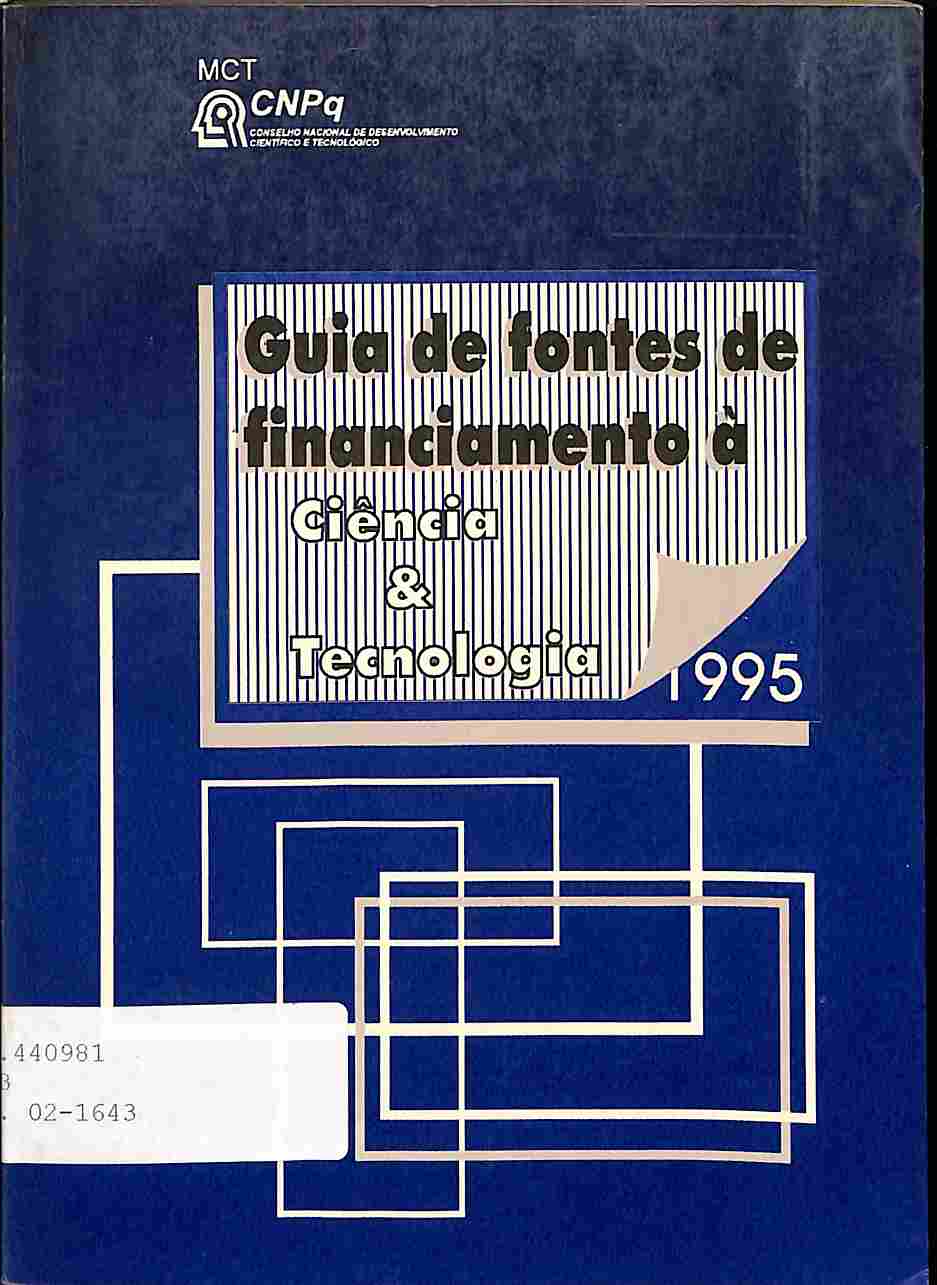 MCT
CNPq
CONSELHO NACIONAL DE DESENVOLVIMENTO
CIENTÍFICO E TECNOLÓGICO
Guia de fontes de
financiamento à
Ciência
&
Tecnologia
1995
.440981
3
. 02-1643